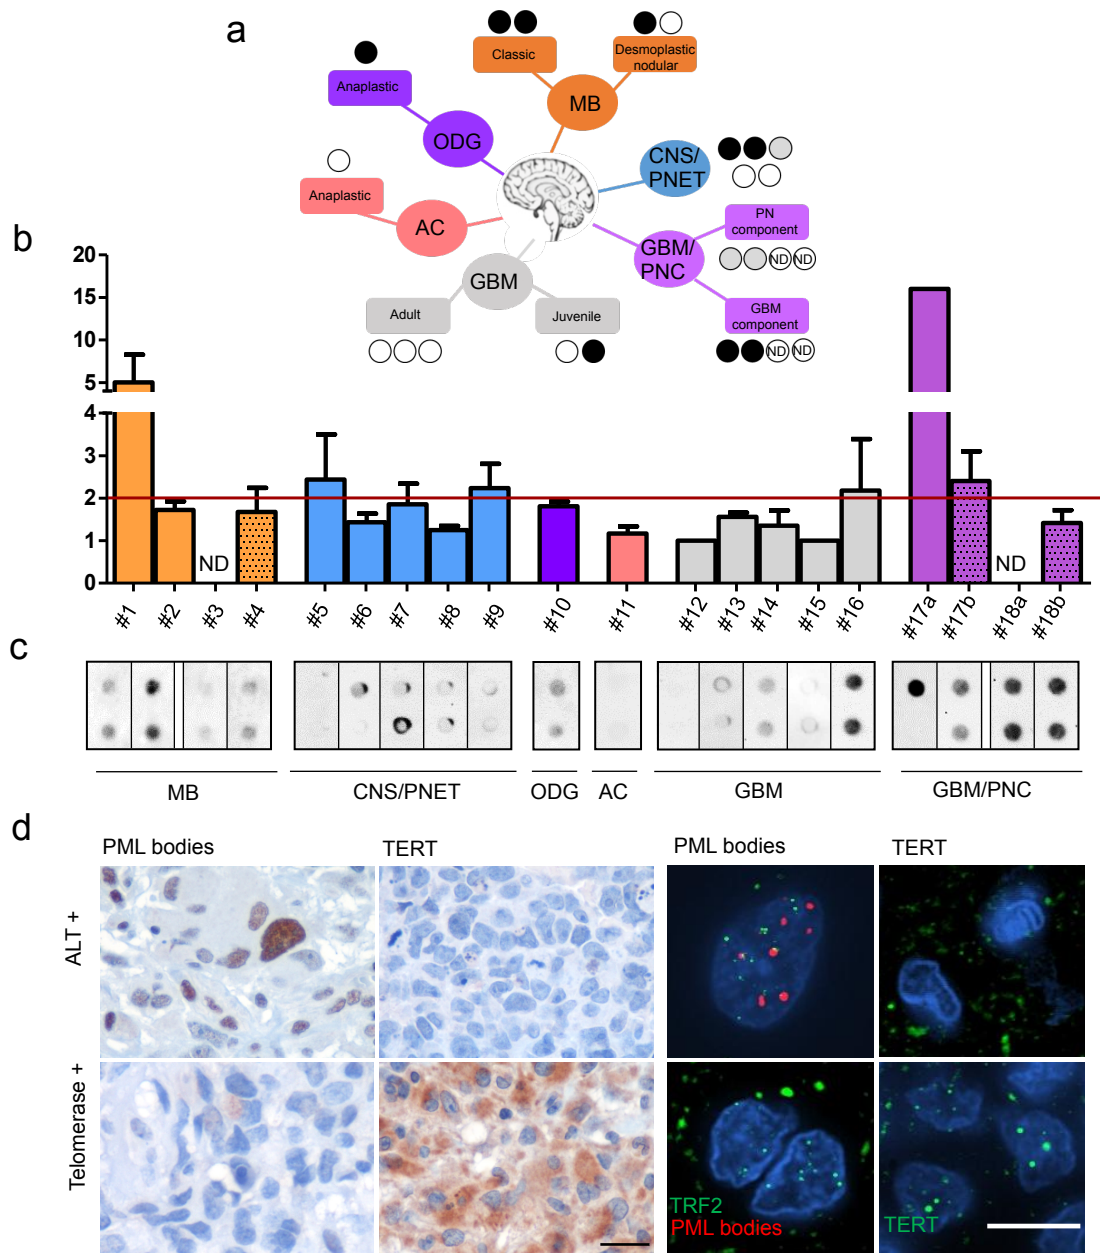 a
Classic
Desmoplastic
nodular
Anaplastic
MB
ODG
CNS/
PNET
Anaplastic
AC
PN
component
GBM/
PNC
ND ND
GBM
Adult
Juvenile
GBM
component
ND ND
b
20
15
10
5
4
3
2
1
0
ND
ND
#1 #2 #3 #4 #5 #6 #7 #8 #9 #10 #11 #12 #13 #14 #15 #16 #17a #17b #18a #18b
c
MB CNS/PNET ODG AC GBM GBM/PNC
d
PML bodies TERT PML bodies TERT
ALT +
Telomerase +
TRF2
PML bodies
TERT